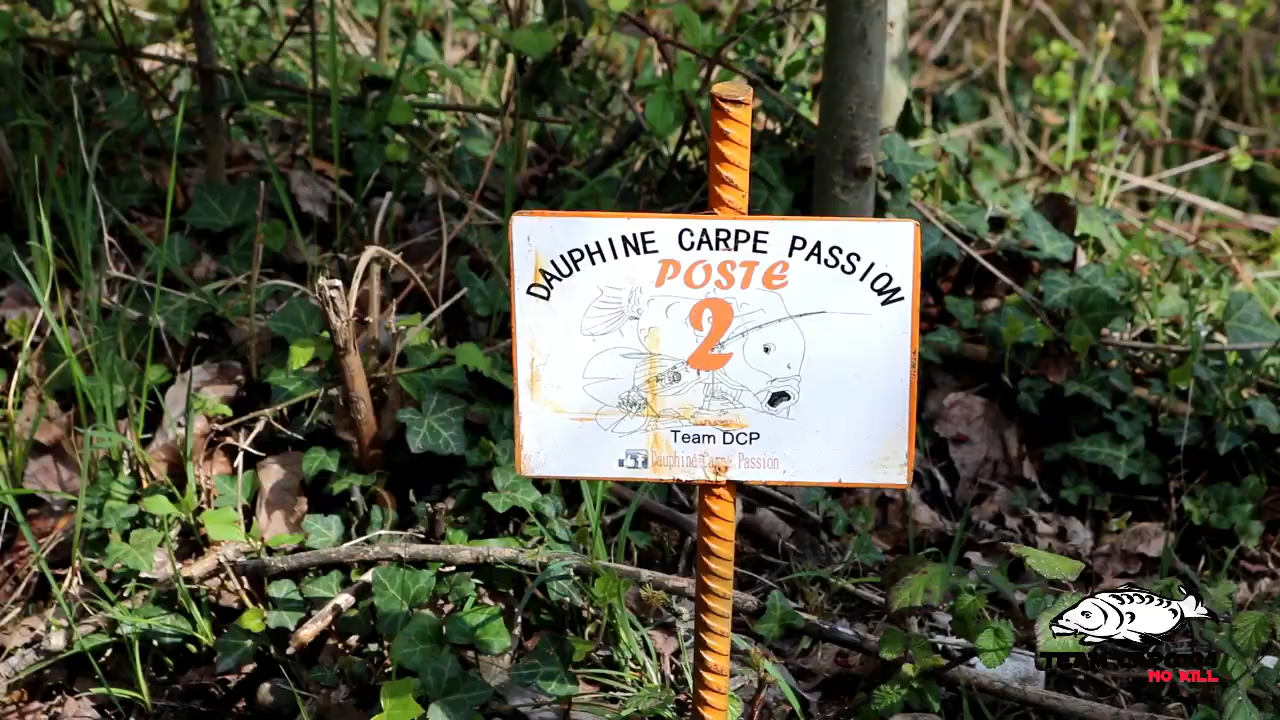 DAUPHINE CARPE PASSION
POSTE
2
Team DCP
Dauphiné Carpe Passion
NO KILL